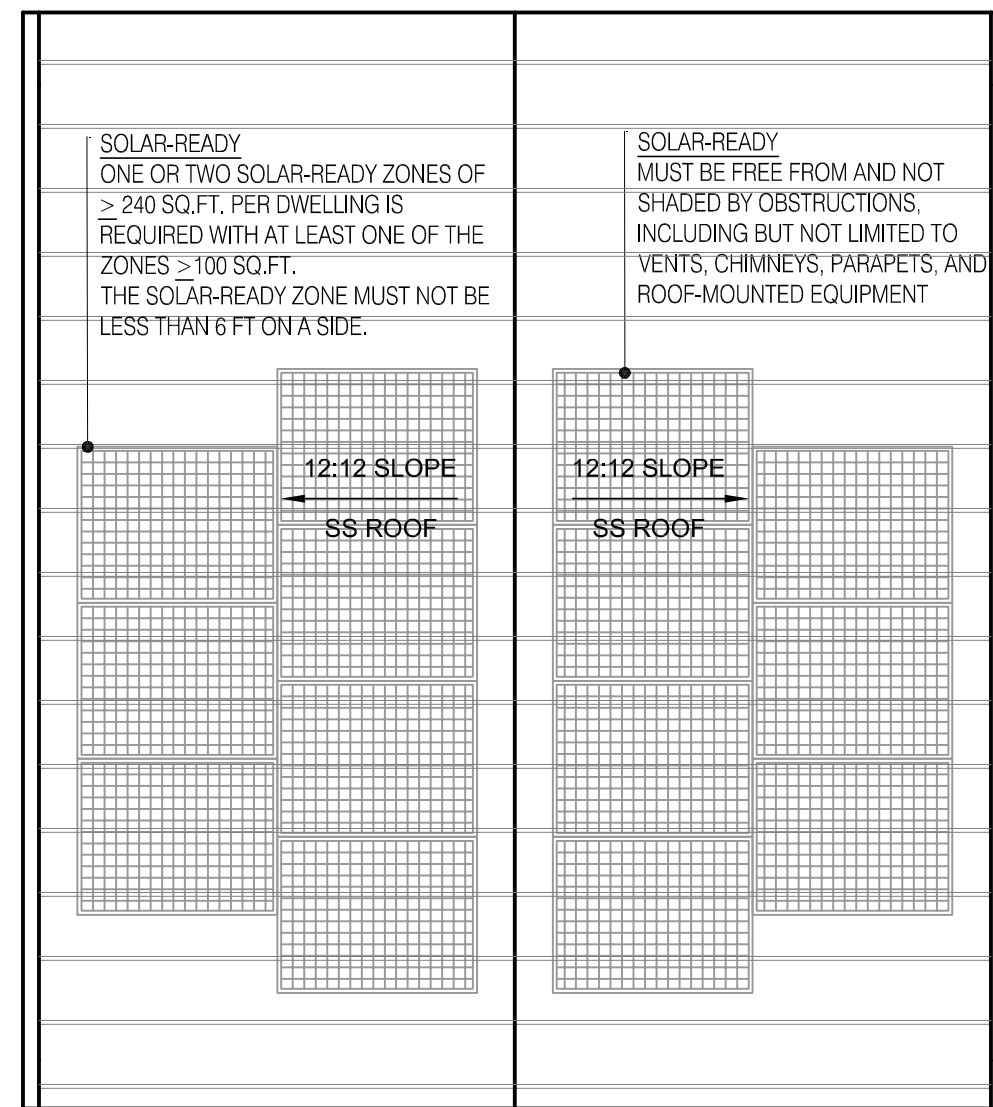 SOLAR-READY
ONE OR TWO SOLAR-READY ZONES OF
≥ 240 SQ.FT. PER DWELLING IS
REQUIRED WITH AT LEAST ONE OF THE
ZONES ≥100 SQ.FT.
THE SOLAR-READY ZONE MUST NOT BE
LESS THAN 6 FT ON A SIDE.
SOLAR-READY
MUST BE FREE FROM AND NOT
SHADED BY OBSTRUCTIONS,
INCLUDING BUT NOT LIMITED TO
VENTS, CHIMNEYS, PARAPETS, AND
ROOF-MOUNTED EQUIPMENT
12:12 SLOPE
SS ROOF
12:12 SLOPE
SS ROOF